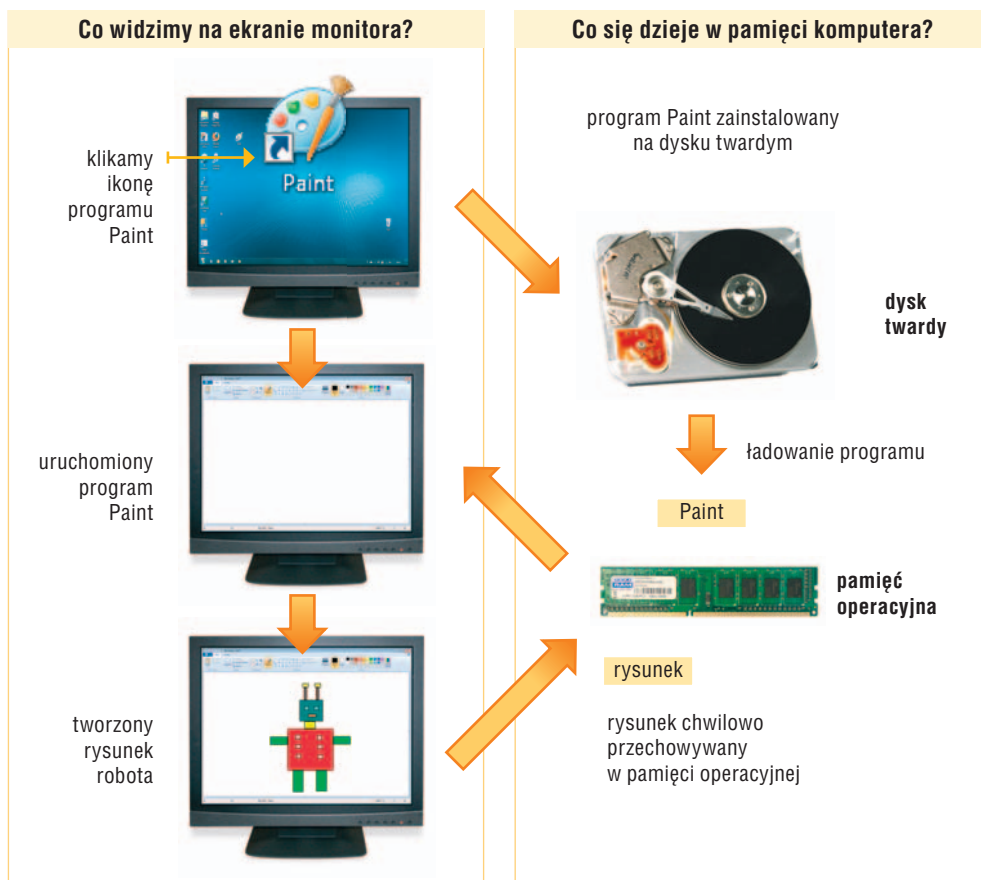 Co widzimy na ekranie monitora?
Co się dzieje w pamięci komputera?
klikamy
ikonę
programu
Paint
Paint
program Paint zainstalowany
na dysku twardym
dysk
twardy
ładowanie programu
uruchomiony
program
Paint
Paint
pamięć
operacyjna
tworzony
rysunek
robota
rysunek
rysunek chwilowo
przechowywany
w pamięci operacyjnej